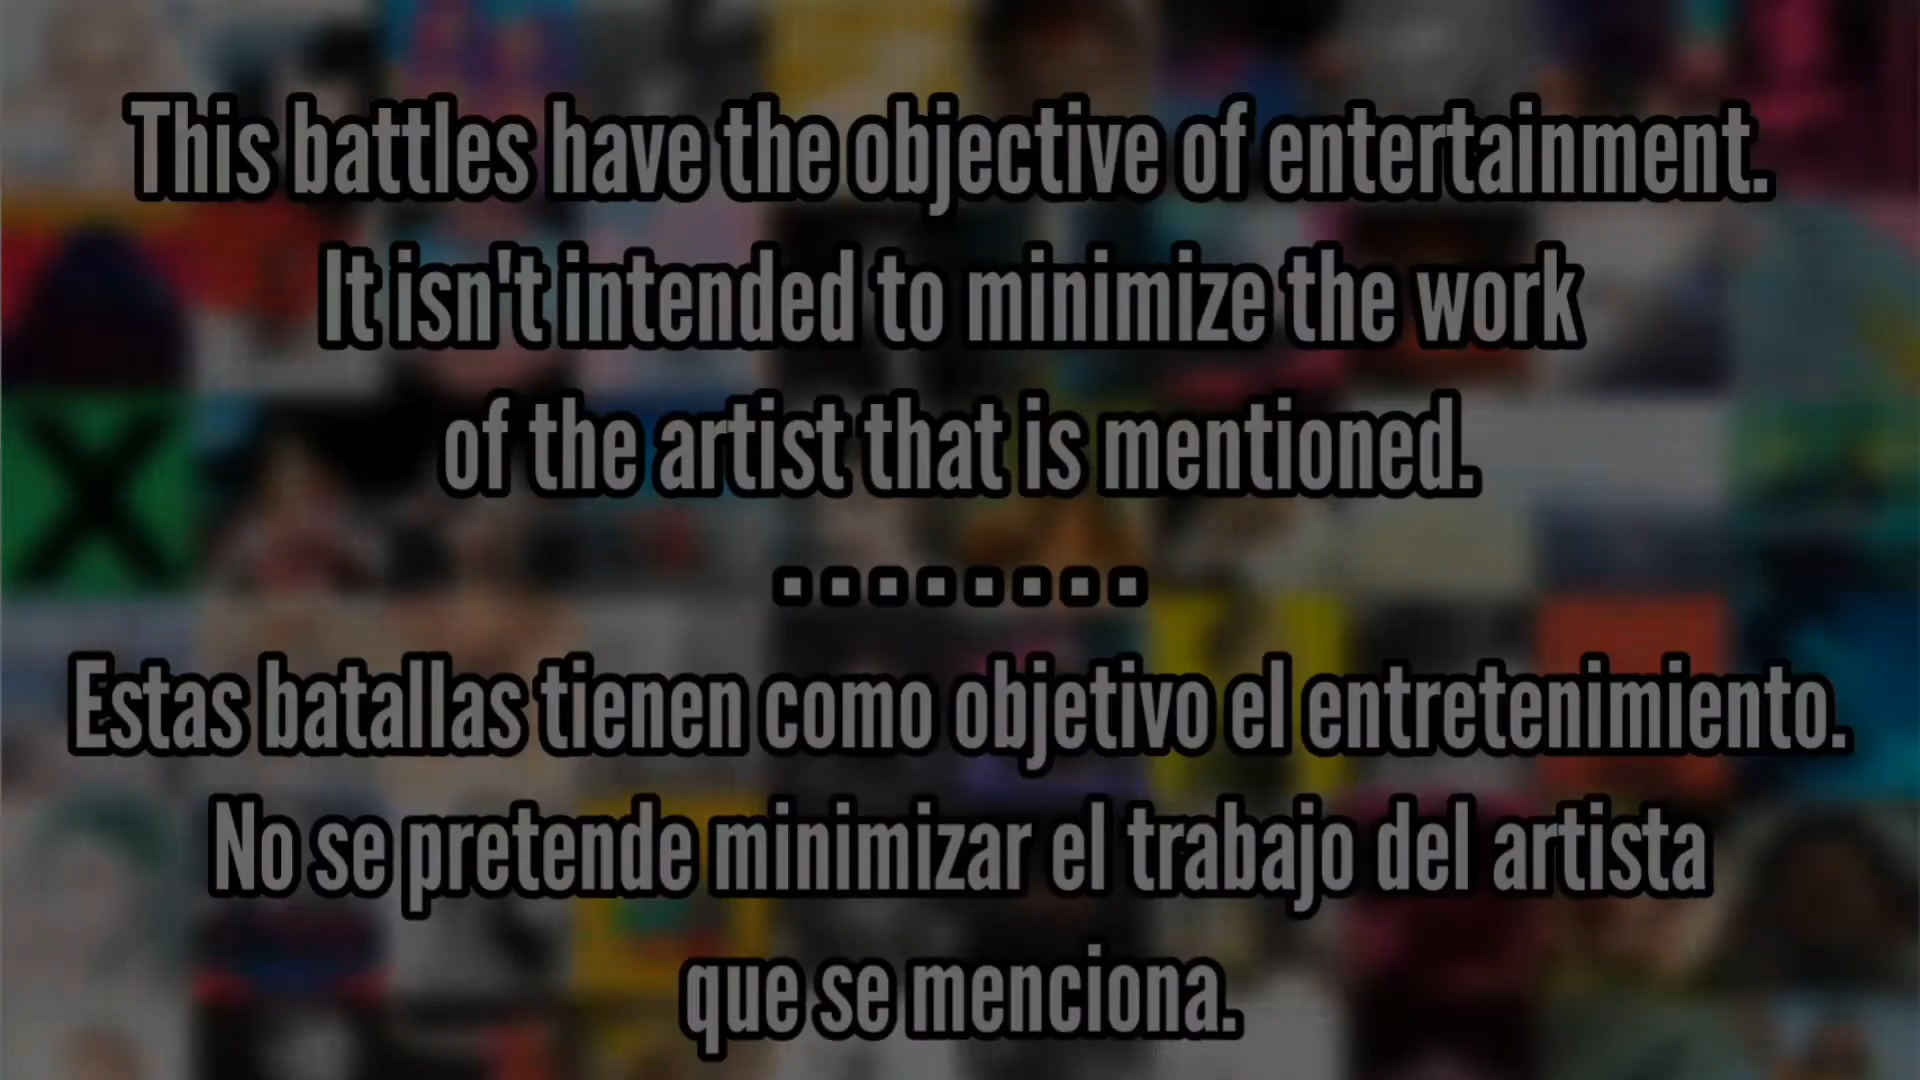 This battles have the objective of entertainment.
It isn't intended to minimize the work
of the artist that is mentioned.
........
Estas batallas tienen como objetivo el entretenimiento.
No se pretende minimizar el trabajo del artista
que se menciona.